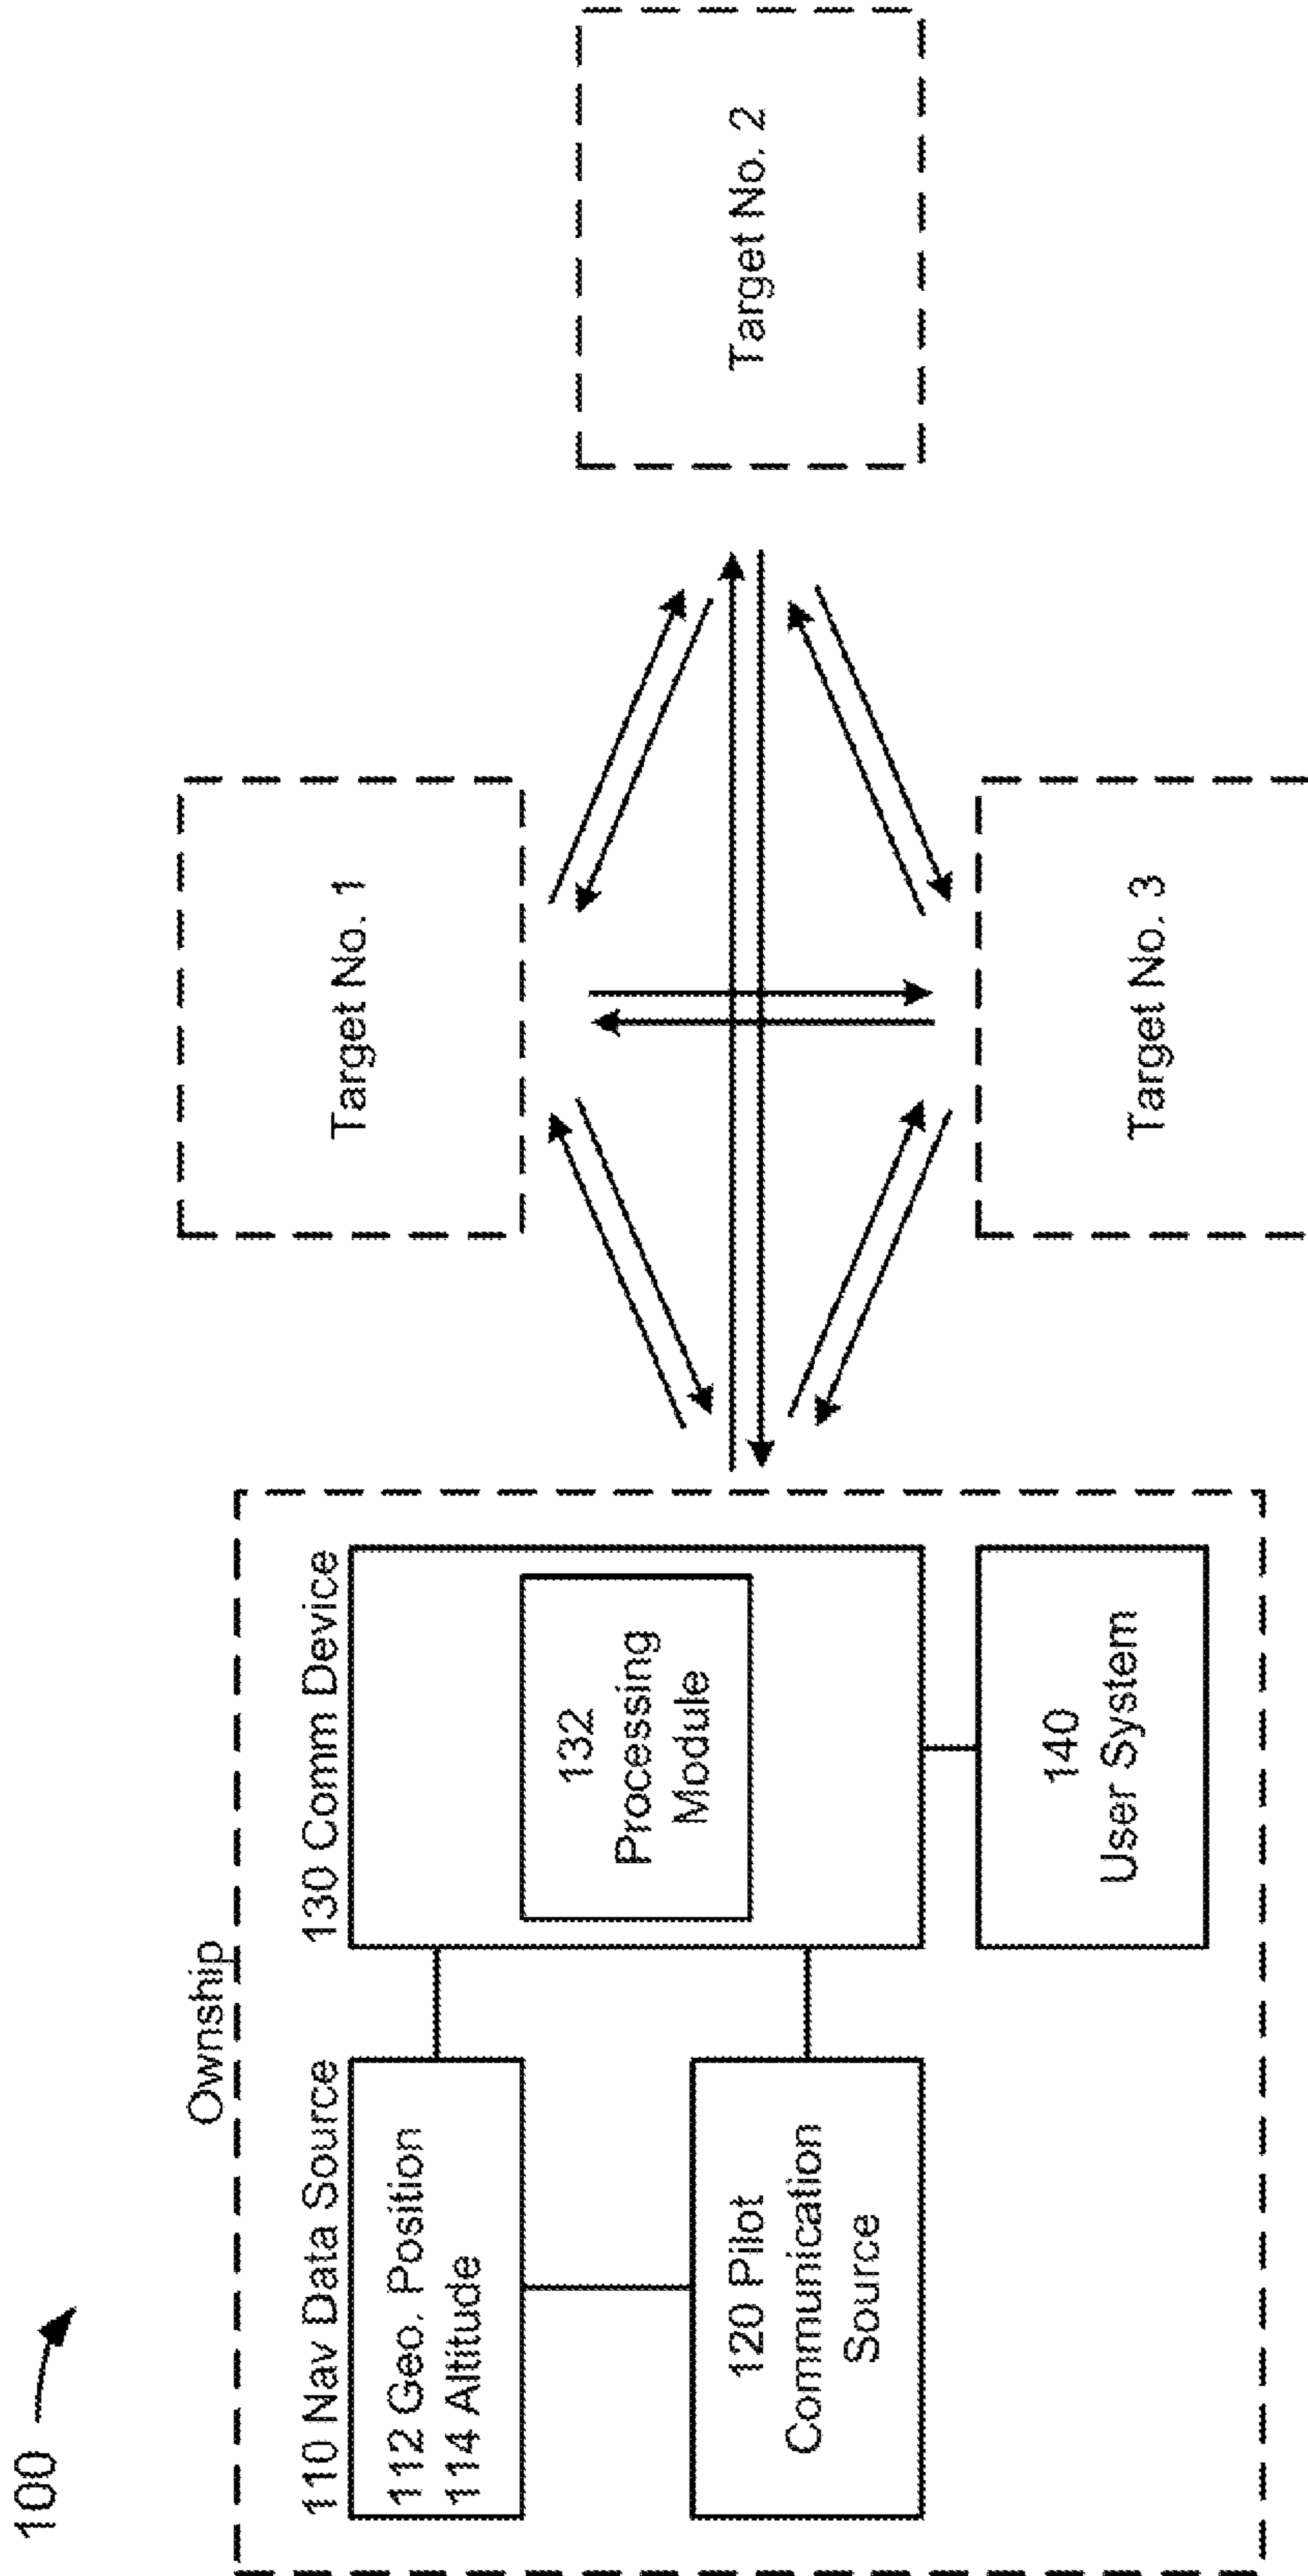 100
Ownship
110 Nav Data Source
112 Geo. Position
114 Altitude
120 Pilot
Communication
Source
130 Comm Device
132
Processing
Module
140
User System
Target No. 1
Target No. 2
Target No. 3